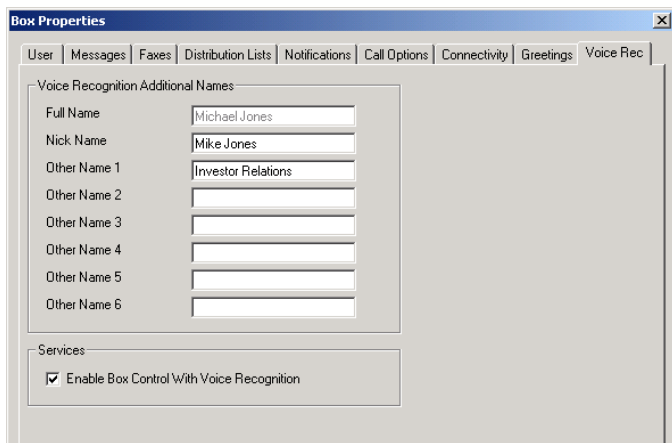 Box Properties
User Messages Faxes Distribution Lists Notifications Call Options Connectivity Greetings Voice Rec
Voice Recognition Additional Names
Full Name Michael Jones
Nick Name Mike Jones
Other Name 1 Investor Relations
Other Name 2
Other Name 3
Other Name 4
Other Name 5
Other Name 6
Services
Enable Box Control With Voice Recognition